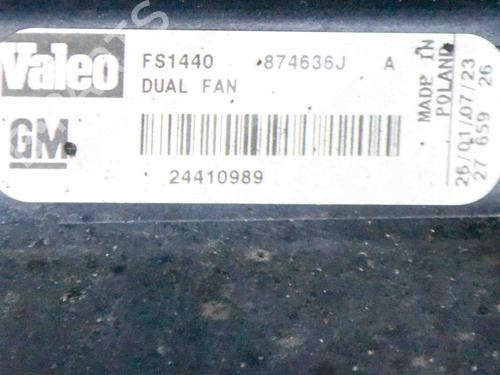 Valeo
FS1440 874636J A
DUAL FAN
GM
24410989
MADE IN
POLAND
26/01/07/23
27 659 26